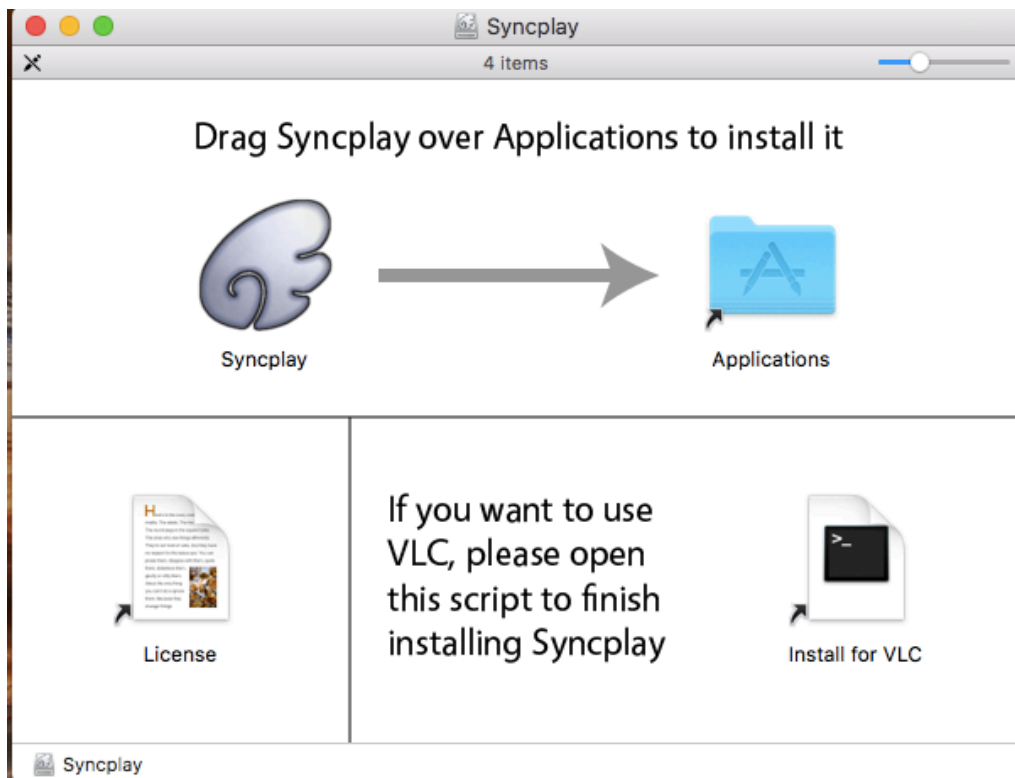 Syncplay
4 items
Drag Syncplay over Applications to install it
Syncplay
Applications
If you want to use
VLC, please open
this script to finish
installing Syncplay
License
Install for VLC
Syncplay